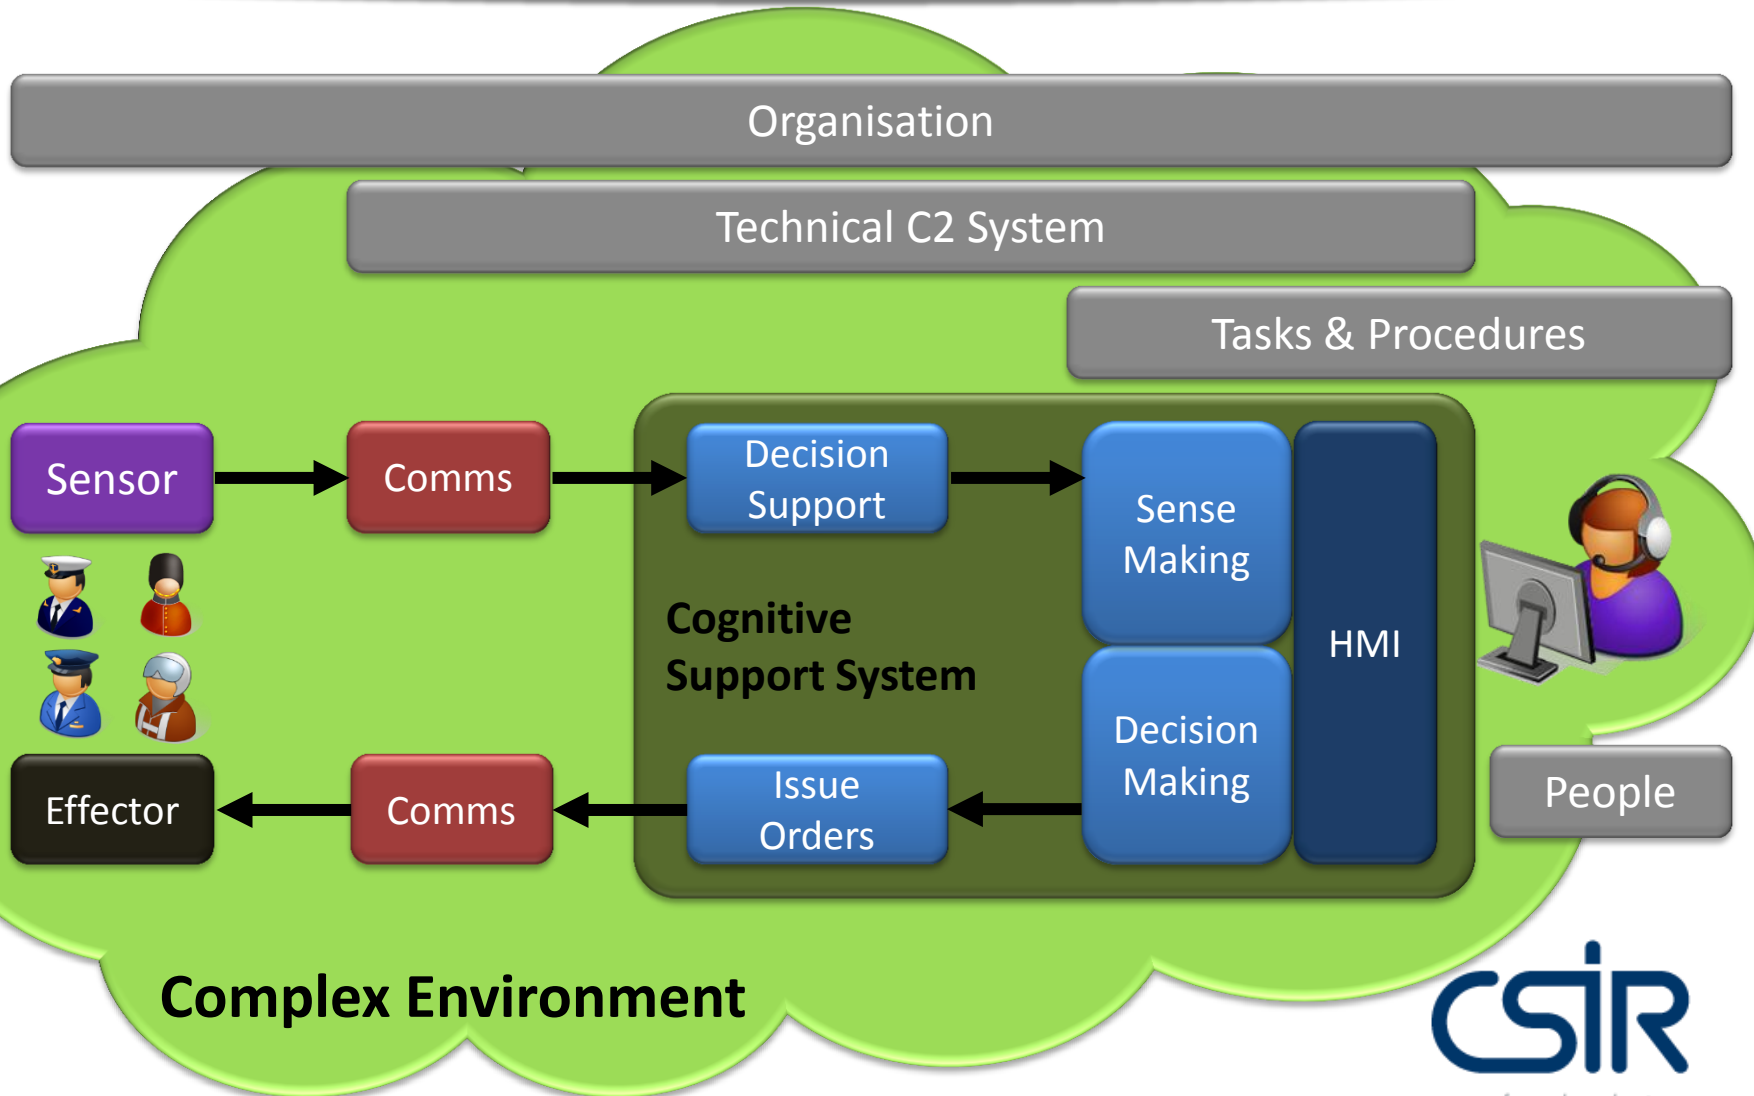 Organisation
Technical C2 System
Tasks & Procedures
Sensor
Comms
Decision
Support
Sense
Making
HMI
Cognitive
Support System
Decision
Making
Effector
Comms
Issue
Orders
People
Complex Environment
CSIR